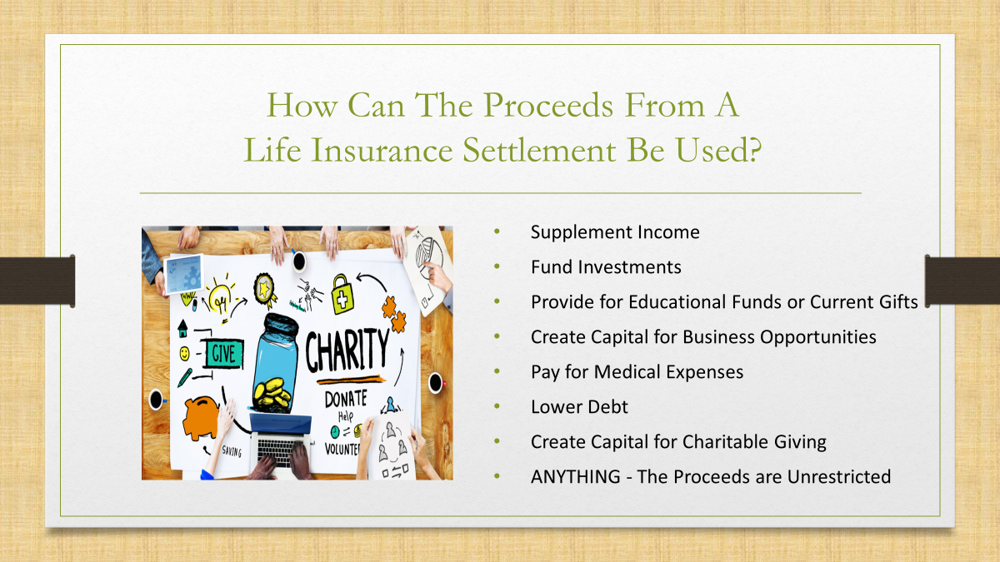 How Can The Proceeds From A
Life Insurance Settlement Be Used?
GIVE
CHARITY
DONATE
Help
VOLUNTE
SAVING
• Supplement Income
• Fund Investments
• Provide for Educational Funds or Current Gifts
• Create Capital for Business Opportunities
• Pay for Medical Expenses
• Lower Debt
• Create Capital for Charitable Giving
• ANYTHING - The Proceeds are Unrestricted